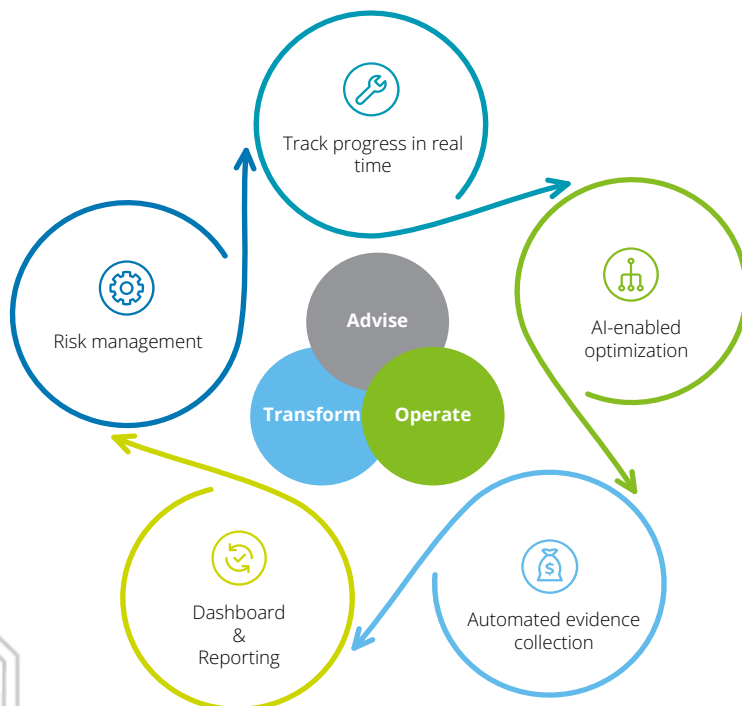 Track progress in real
time
AI-enabled
optimization
Risk management
Advise
Transform
Operate
Automated evidence
collection
$
Dashboard
&
Reporting